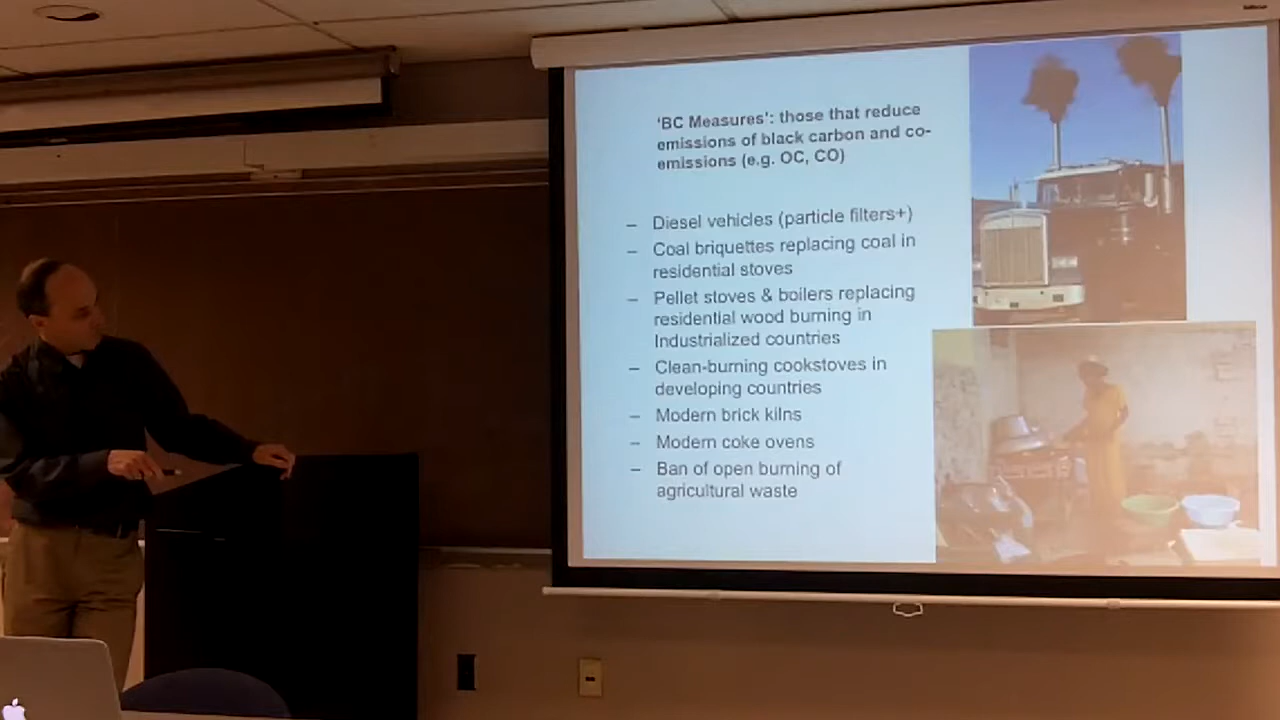 ‘BC Measures’: those that reduce
emissions of black carbon and co-
emissions (e.g. OC, CO)
– Diesel vehicles (particle filters+)
– Coal briquettes replacing coal in
residential stoves
– Pellet stoves & boilers replacing
residential wood burning in
Industrialized countries
– Clean-burning cookstoves in
developing countries
– Modern brick kilns
– Modern coke ovens
– Ban of open burning of
agricultural waste